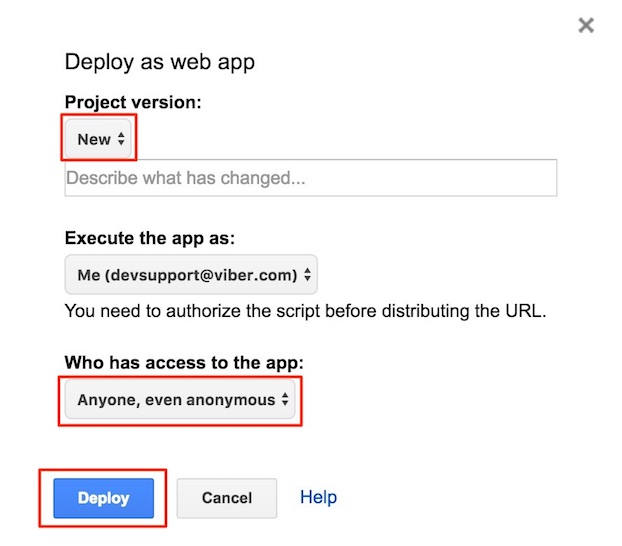 Deploy as web app
Project version:
New
Describe what has changed...
Execute the app as:
Me (devsupport@viber.com)
You need to authorize the script before distributing the URL.
Who has access to the app:
Anyone, even anonymous
Deploy Cancel Help